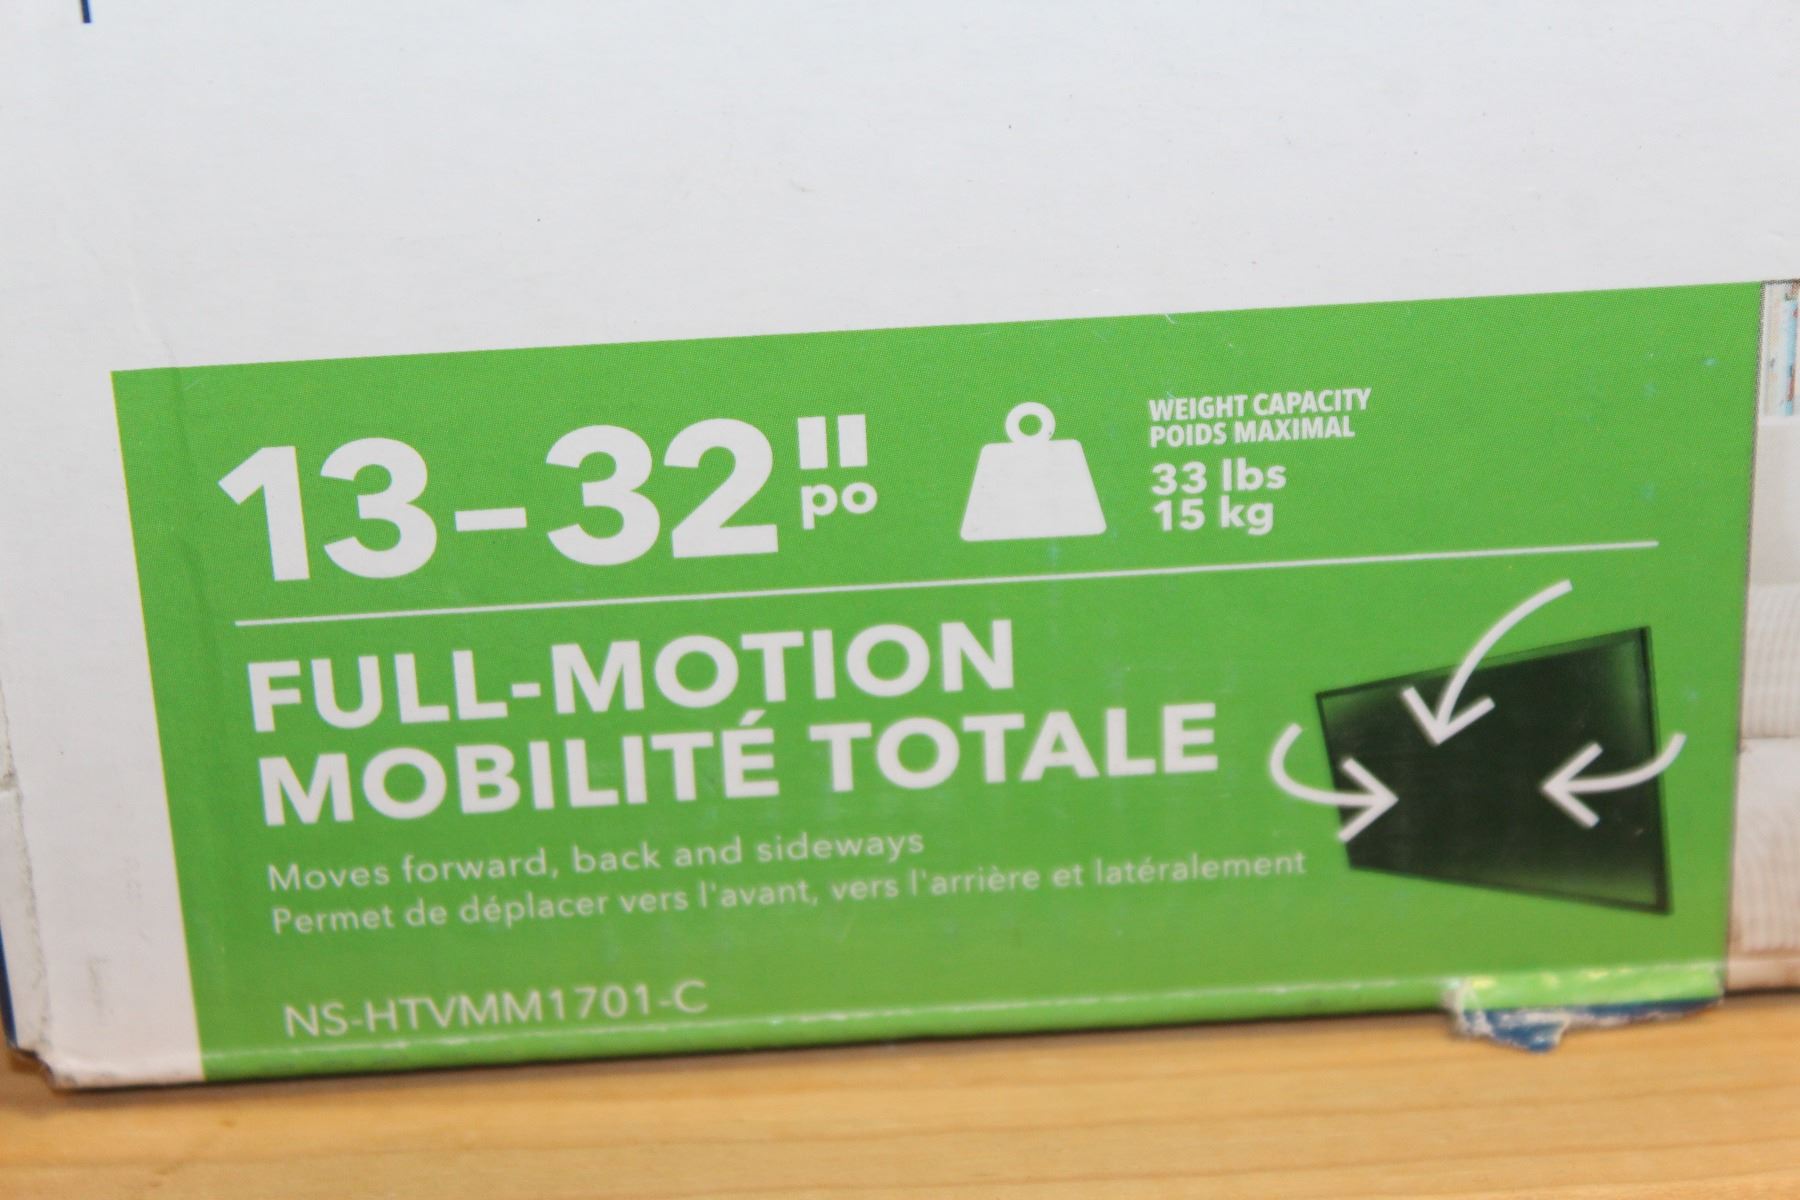 13-32" po
WEIGHT CAPACITY
POIDS MAXIMAL
33 lbs
15 kg
FULL-MOTION
MOBILITÉ TOTALE
Moves forward, back and sideways
Permet de déplacer vers l'avant, vers l'arrière et latéralement
NS-HTVMM1701-C